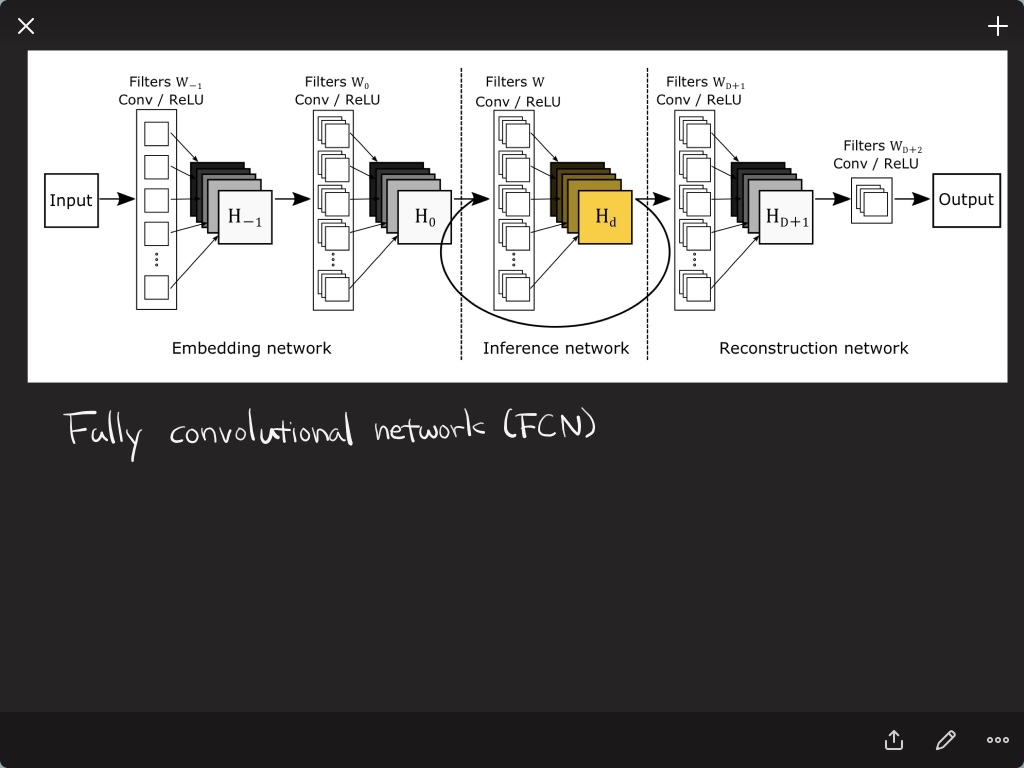 Filters W₋₁
Conv / ReLU
Filters W₀
Conv / ReLU
Filters W
Conv / ReLU
Filters W_D+1
Conv / ReLU
Filters W_D+2
Conv / ReLU
Input
H₋₁
H₀
H_d
H_D+1
Output
Embedding network
Inference network
Reconstruction network
Fully convolutional network (FCN)